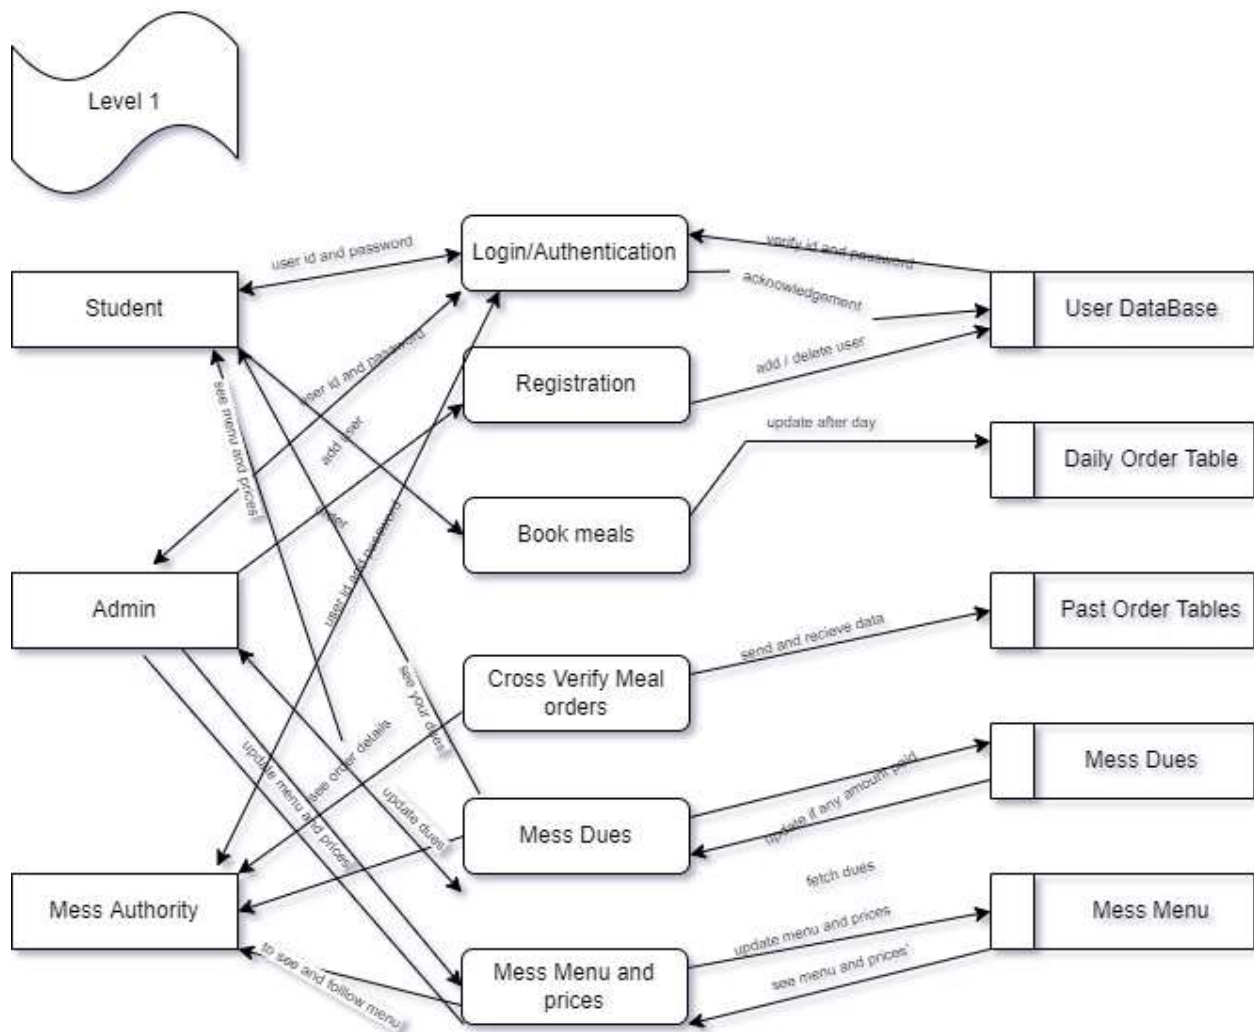 Level 1
Login/Authentication
user id and password
verify id and password
Student
acknowledgement
User DataBase
user id and password
add / delete user
Registration
see menu and prices
add user
update after day
Daily Order Table
Book meals
user id and password
Admin
Past Order Tables
send and recieve data
Cross Verify Meal
orders
see your dues
see order details
update menu and prices
update dues
Mess Dues
update if any amount paid
Mess Dues
fetch dues
Mess Authority
Mess Menu
update menu and prices
to see and folllow menu
see menu and prices'
Mess Menu and
prices